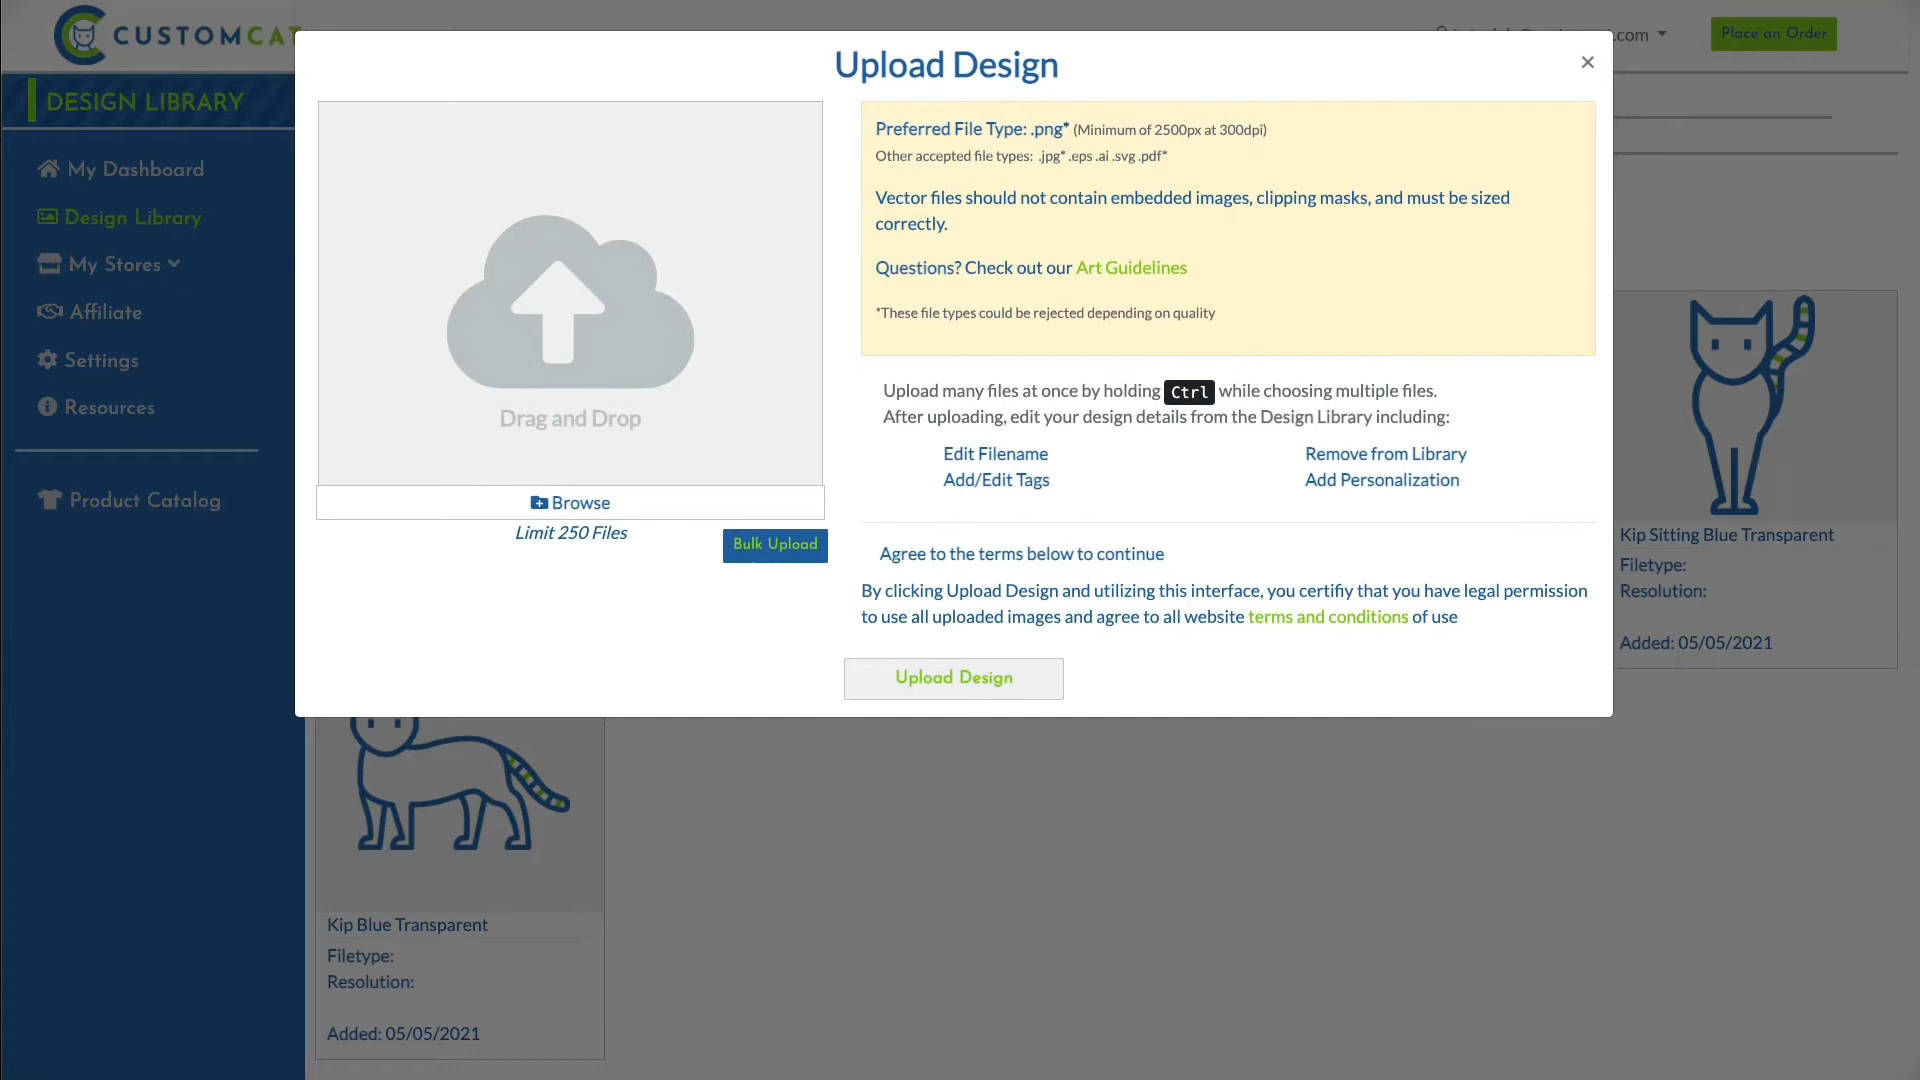 CUSTOMCAT
.com
Place an Order
DESIGN LIBRARY
My Dashboard
Design Library
My Stores
Affiliate
Settings
Resources
Product Catalog
Upload Design
×
Drag and Drop
Browse
Limit 250 Files
Bulk Upload
Preferred File Type: .png* (Minimum of 2500px at 300dpi)
Other accepted file types: .jpg* .eps .ai .svg .pdf*
Vector files should not contain embedded images, clipping masks, and must be sized
correctly.
Questions? Check out our Art Guidelines
*These file types could be rejected depending on quality
Upload many files at once by holding Ctrl while choosing multiple files.
After uploading, edit your design details from the Design Library including:
Edit Filename
Remove from Library
Add/Edit Tags
Add Personalization
Agree to the terms below to continue
By clicking Upload Design and utilizing this interface, you certifiy that you have legal permission
to use all uploaded images and agree to all website terms and conditions of use
Upload Design
Kip Sitting Blue Transparent
Filetype:
Resolution:
Added: 05/05/2021
Kip Blue Transparent
Filetype:
Resolution:
Added: 05/05/2021